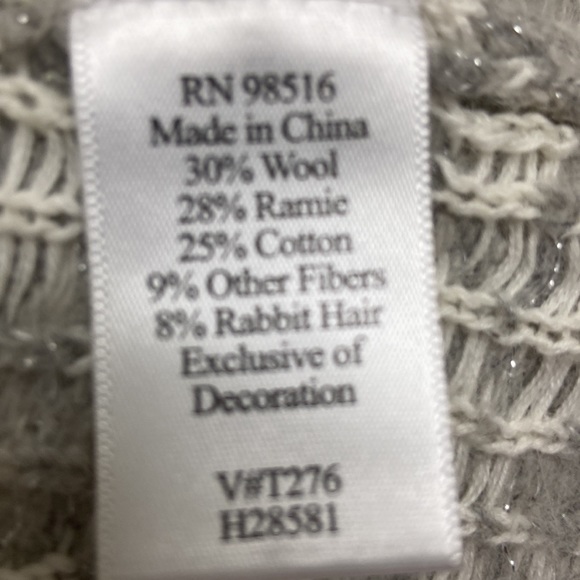 RN 98516
Made in China
30% Wool
28% Ramie
25% Cotton
9% Other Fibers
8% Rabbit Hair
Exclusive of
Decoration
V#T276
H28581